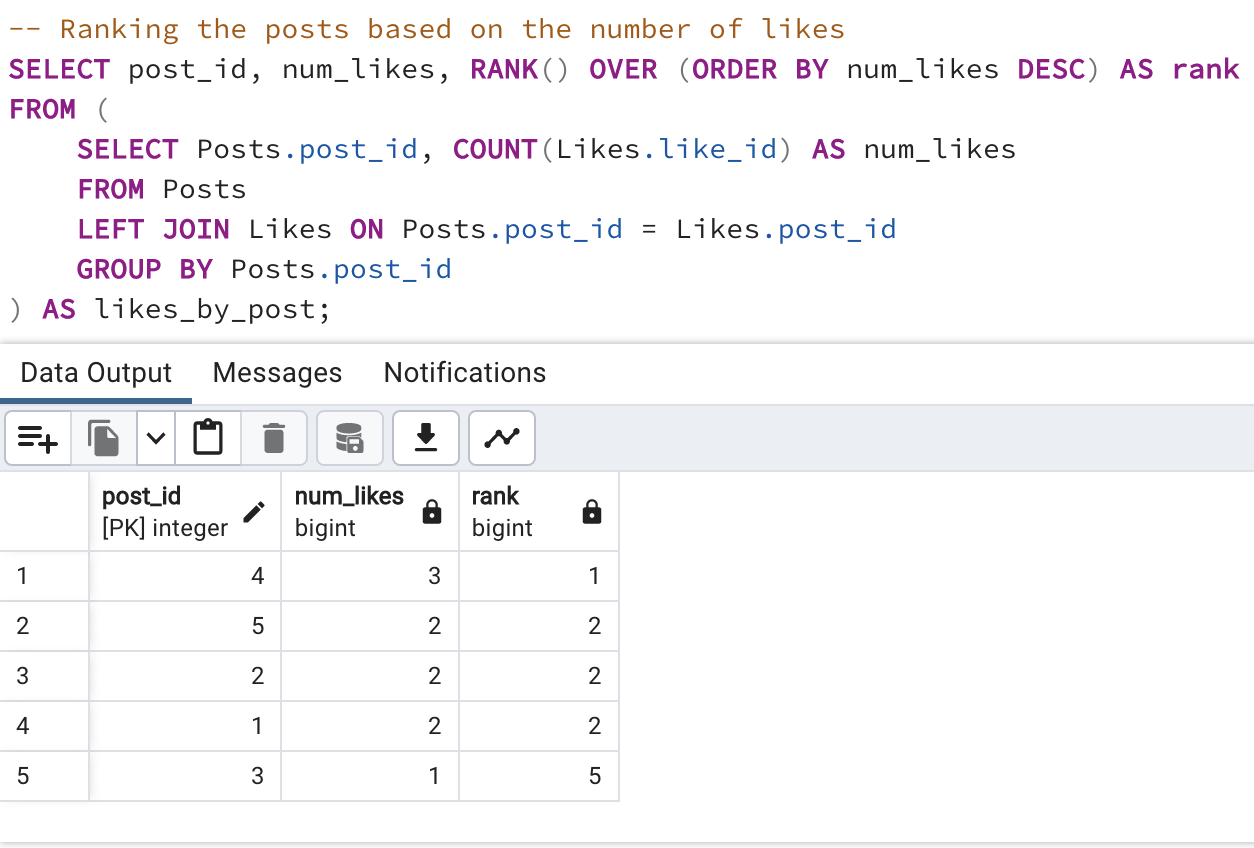 -- Ranking the posts based on the number of likes
SELECT post_id, num_likes, RANK() OVER (ORDER BY num_likes DESC) AS rank
FROM (
    SELECT Posts.post_id, COUNT(Likes.like_id) AS num_likes
    FROM Posts
    LEFT JOIN Likes ON Posts.post_id = Likes.post_id
    GROUP BY Posts.post_id
) AS likes_by_post;
Data Output Messages Notifications
post_id num_likes rank
[PK] integer bigint bigint
1 4 3 1
2 5 2 2
3 2 2 2
4 1 2 2
5 3 1 5